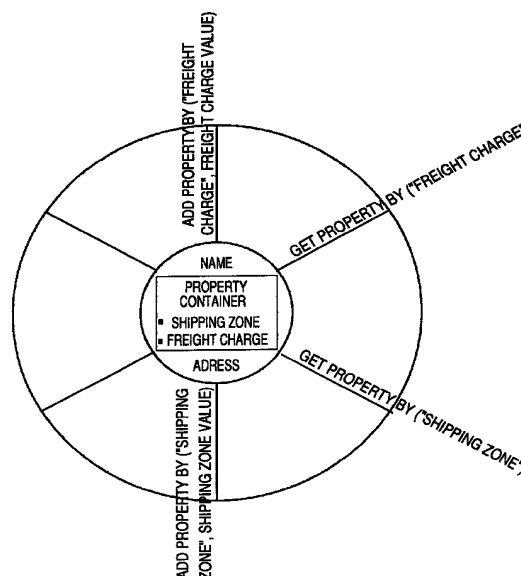 ADD PROPERTY BY ("FREIGHT
CHARGE", FREIGHT CHARGE VALUE)
GET PROPERTY BY ("FREIGHT CHARGE"
NAME
PROPERTY
CONTAINER
▪ SHIPPING ZONE
▪ FREIGHT CHARGE
ADRESS
GET PROPERTY BY ("SHIPPING ZONE")
ADD PROPERTY BY ("SHIPPING
ZONE", SHIPPING ZONE VALUE)